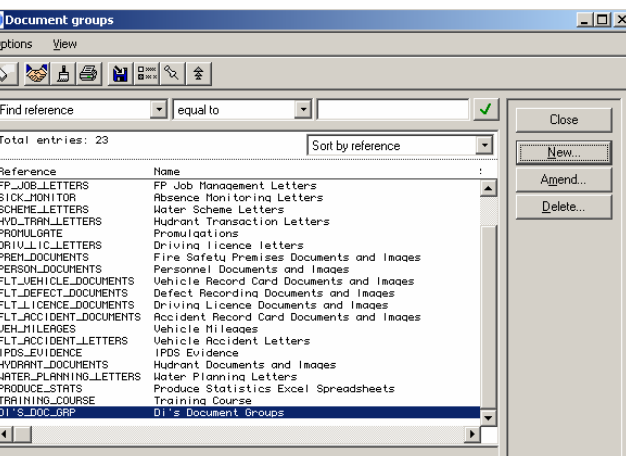 Document groups
ptions View
Find reference equal to
Total entries: 23 Sort by reference
Reference Name
FP_JOB_LETTERS FP Job Management Letters
SICK_MONITOR Absence Monitoring Letters
SCHEME_LETTERS Water Scheme Letters
HYD_TRAN_LETTERS Hydrant Transaction Letters
PROMULGATE Promulgations
DRIV_LIC_LETTERS Driving licence letters
PREM_DOCUMENTS Fire Safety Premises Documents and Images
PERSON_DOCUMENTS Personnel Documents and Images
FLT_VEHICLE_DOCUMENTS Vehicle Record Card Documents and Images
FLT_DEFECT_DOCUMENTS Defect Recording Documents and Images
FLT_LICENCE_DOCUMENTS Driving Licence Documents and Images
FLT_ACCIDENT_DOCUMENTS Accident Record Card Documents and Images
VEH_MILEAGES Vehicle Mileages
FLT_ACCIDENT_LETTERS Vehicle Accident Letters
IPDS_EVIDENCE IPDS Evidence
HYDRANT_DOCUMENTS Hydrant Documents and Images
WATER_PLANNING_LETTERS Water Planning Letters
PRODUCE_STATS Produce Statistics Excel Spreadsheets
TRAINING_COURSE Training Course
DI'S_DOC_GRP Di's Document Groups
Close
New...
Amend...
Delete...